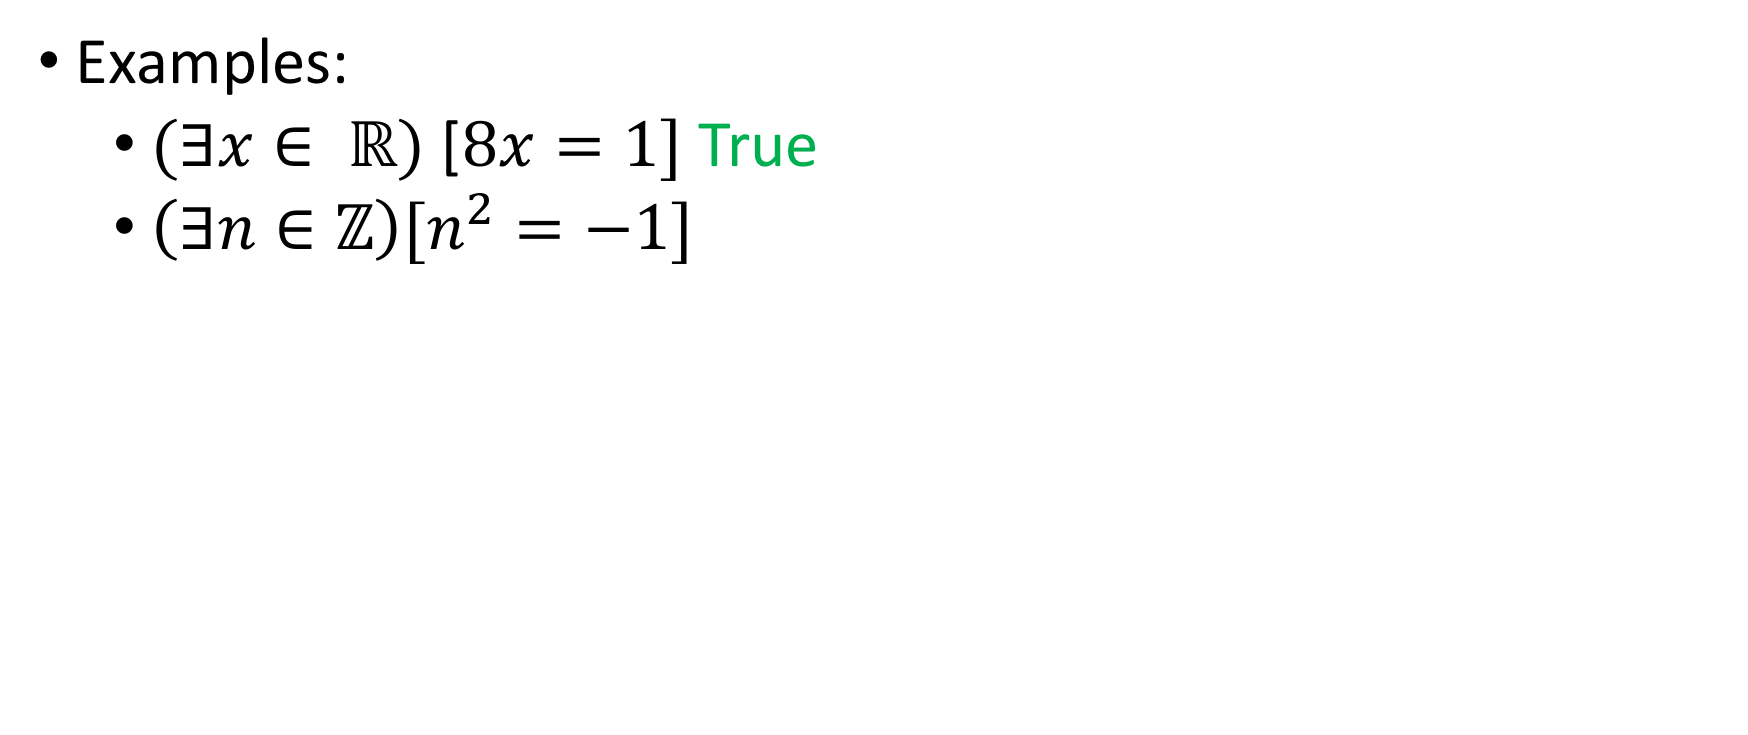 • Examples:
• (∃𝑥 ∈ ℝ) [8𝑥 = 1] True
• (∃𝑛 ∈ ℤ)[𝑛² = −1]